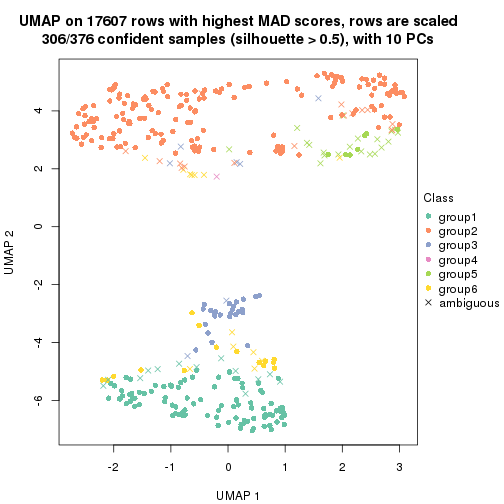 UMAP on 17607 rows with highest MAD scores, rows are scaled
306/376 confident samples (silhouette > 0.5), with 10 PCs
4
2
0
-2
-4
-6
UMAP 2
-2
-1
0
1
2
3
UMAP 1
Class
group1
group2
group3
group4
group5
group6
ambiguous